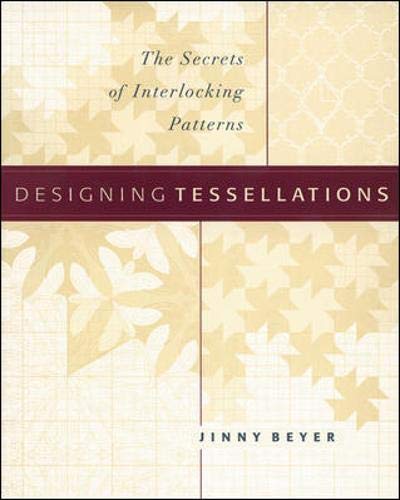 The Secrets
of Interlocking
Patterns
DESIGNING TESSELLATIONS
JINNY BEYER